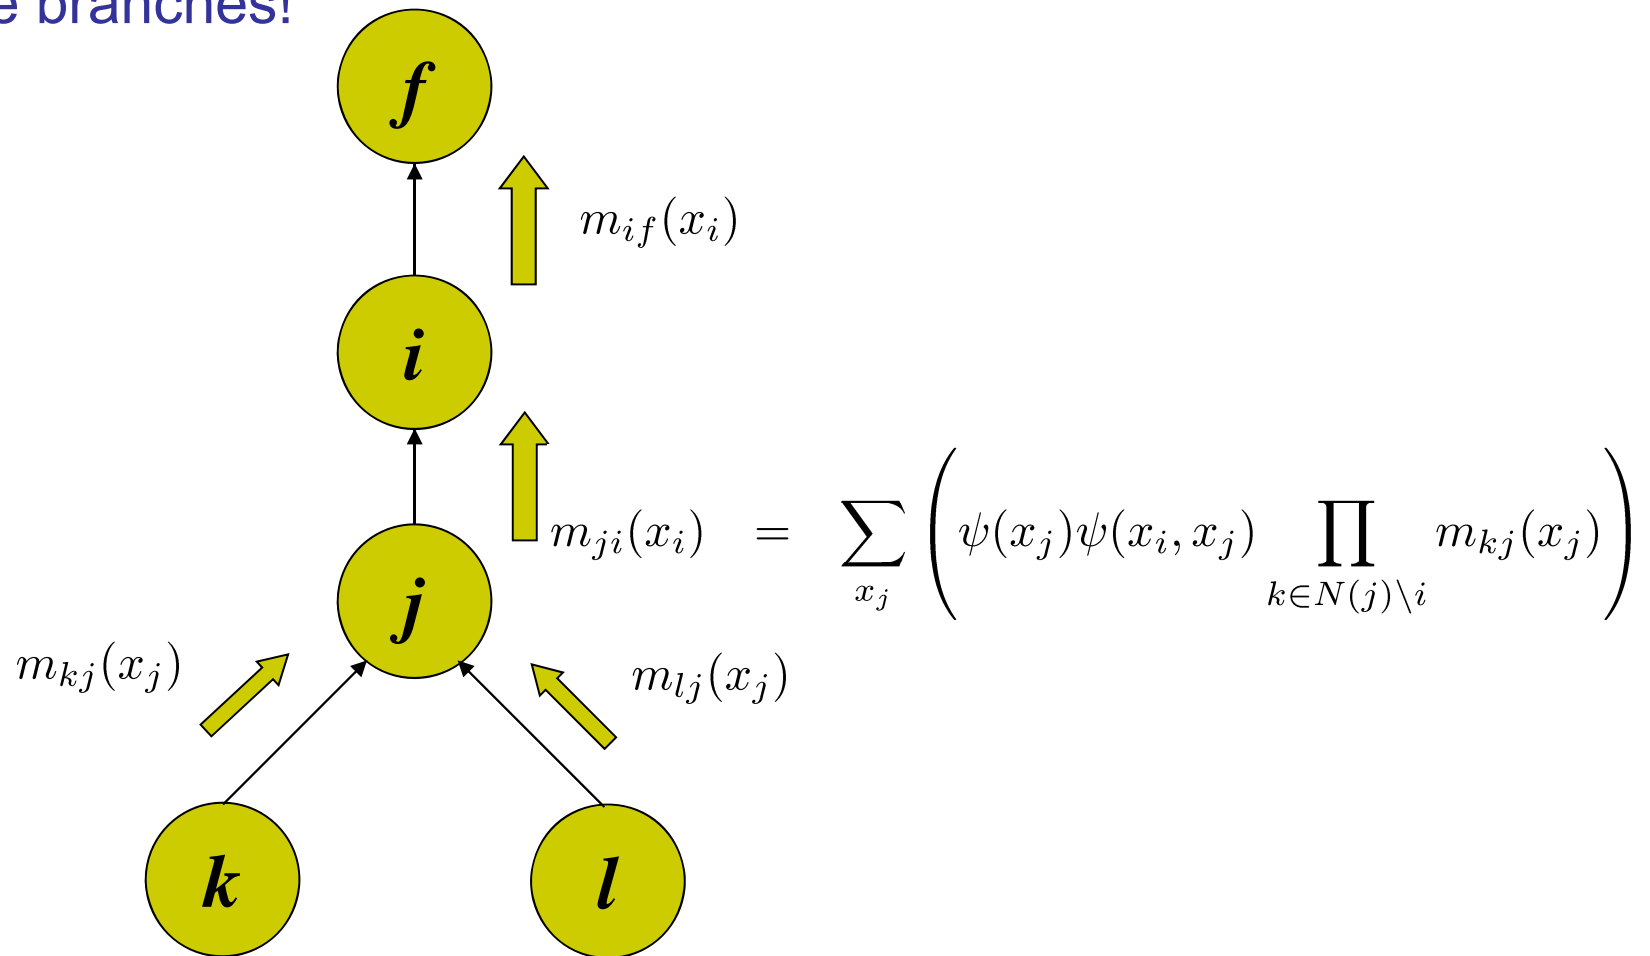 e branches!
f
m_{if}(x_i)
i
m_{ji}(x_i) = \sum_{x_j} \left( \psi(x_j)\psi(x_i, x_j) \prod_{k \in N(j) \backslash i} m_{kj}(x_j) \right)
j
m_{kj}(x_j)
m_{lj}(x_j)
k
l